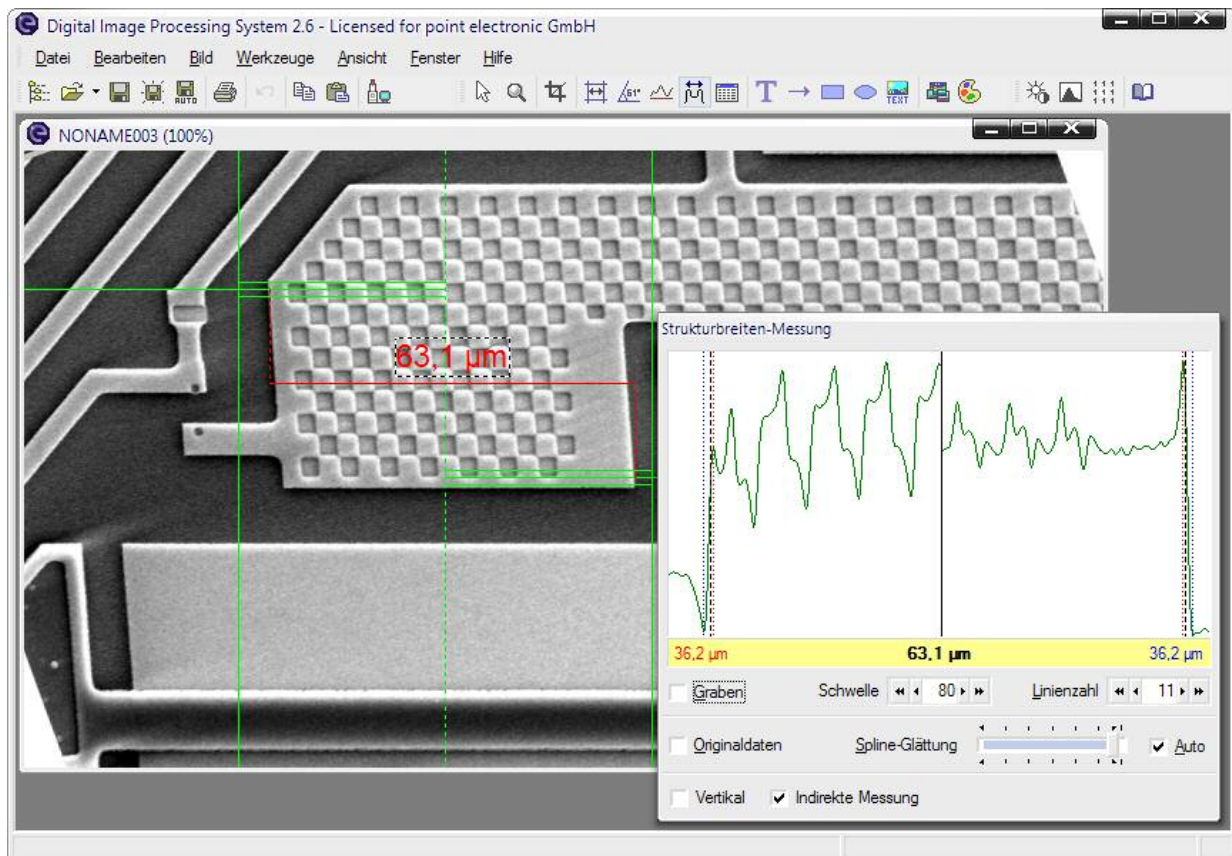 Digital Image Processing System 2.6 - Licensed for point electronic GmbH
Datei Bearbeiten Bild Werkzeuge Ansicht Fenster Hilfe
AUTO
T
TEXT
NONAME003 (100%)
63,1 µm
Strukturbreiten-Messung
36,2 µm 63,1 µm 36,2 µm
Graben Schwelle 80 Linienzahl 11
Originaldaten Spline-Glättung Auto
Vertikal Indirekte Messung